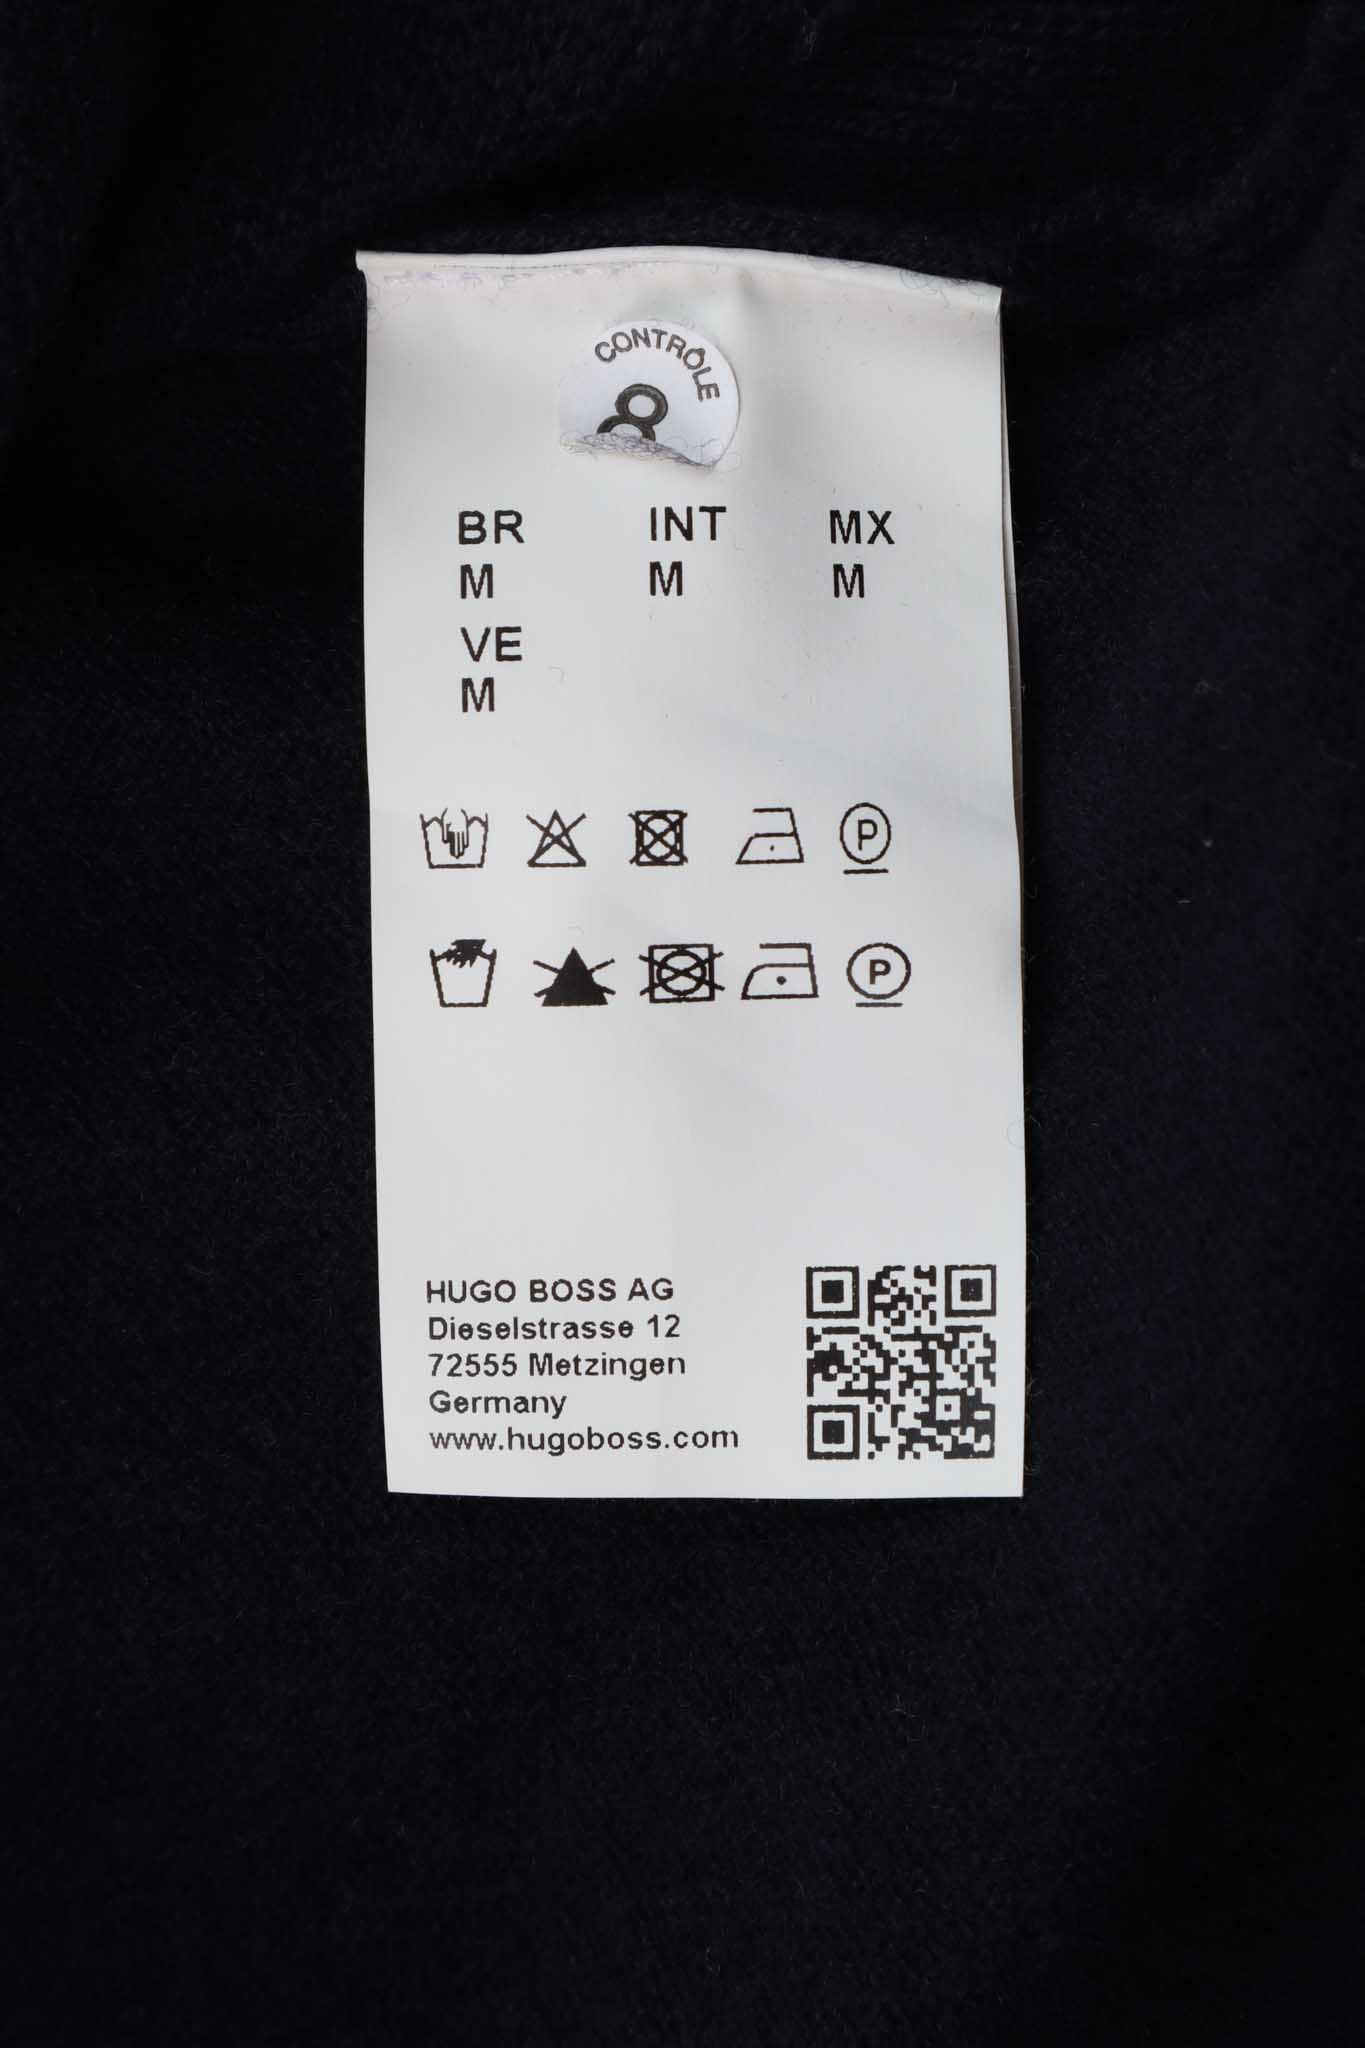 CONTRÔLE
8
BR INT MX
M M M
VE
M
P
P
HUGO BOSS AG
Dieselstrasse 12
72555 Metzingen
Germany
www.hugoboss.com